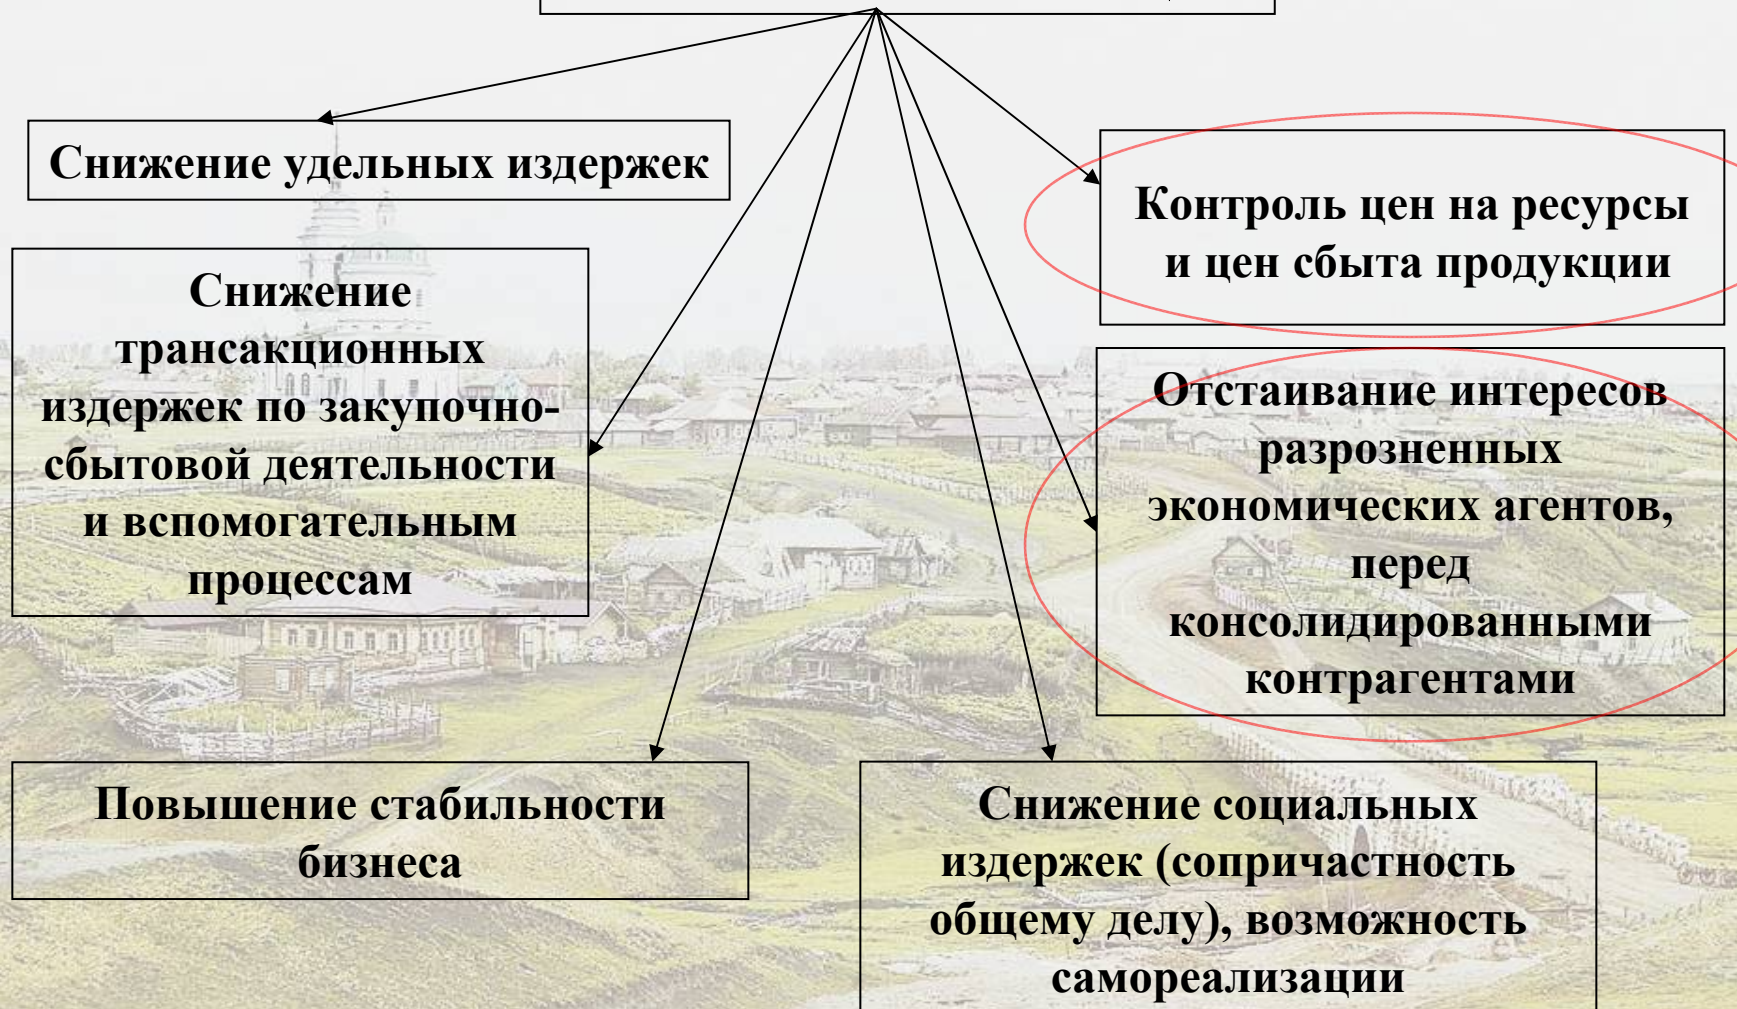 Снижение удельных издержек
Контроль цен на ресурсы
и цен сбыта продукции
Снижение
трансакционных
издержек по закупочно-
сбытовой деятельности
и вспомогательным
процессам
Отстаивание интересов
разрозненных
экономических агентов,
перед
консолидированными
контрагентами
Повышение стабильности
бизнеса
Снижение социальных
издержек (сопричастность
общему делу), возможность
самореализации